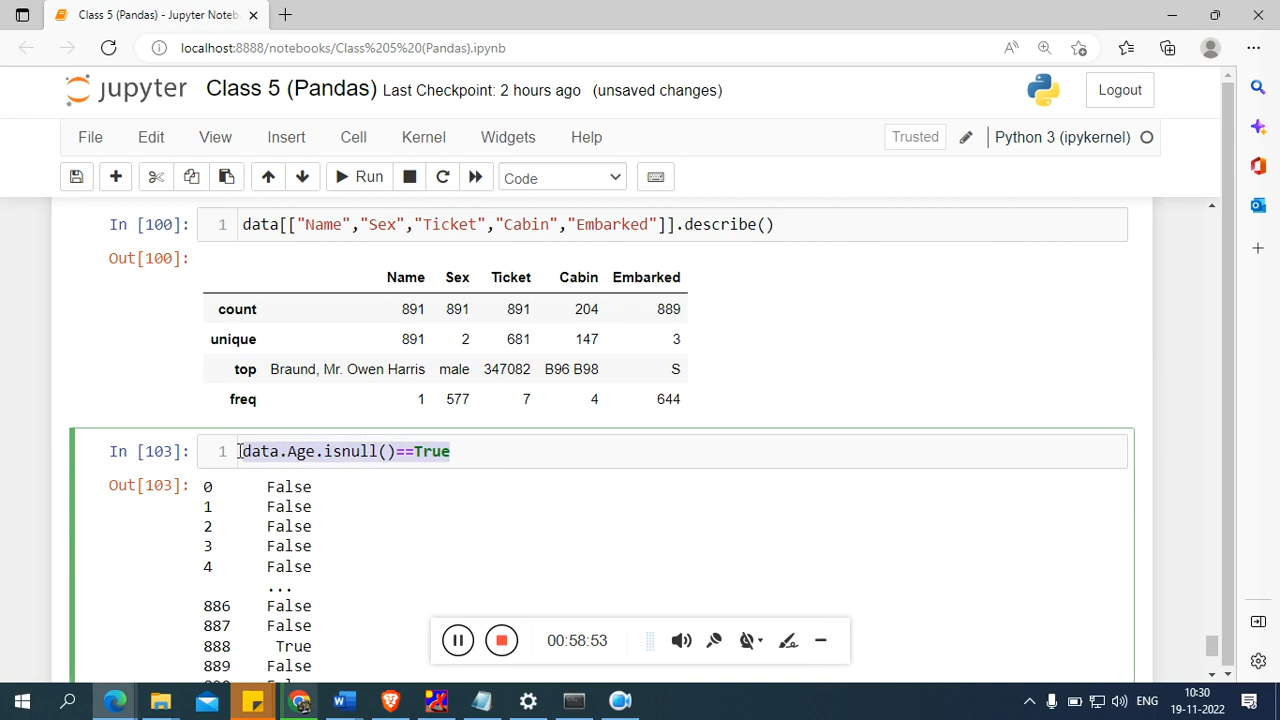 Class 5 (Pandas) - Jupyter Noteb
localhost:8888/notebooks/Class%205%20(Pandas).ipynb
jupyter Class 5 (Pandas) Last Checkpoint: 2 hours ago (unsaved changes)
Logout
File Edit View Insert Cell Kernel Widgets Help Trusted Python 3 (ipykernel)
Run Code
In [100]: 1 data[["Name","Sex","Ticket","Cabin","Embarked"]].describe()
Out[100]:
Name Sex Ticket Cabin Embarked
count 891 891 891 204 889
unique 891 2 681 147 3
top Braund, Mr. Owen Harris male 347082 B96 B98 S
freq 1 577 7 4 644
In [103]: 1 data.Age.isnull()==True
Out[103]: 0 False
1 False
2 False
3 False
4 False
...
886 False
887 False
888 True
889 False
00:58:53
ENG
10:30
19-11-2022